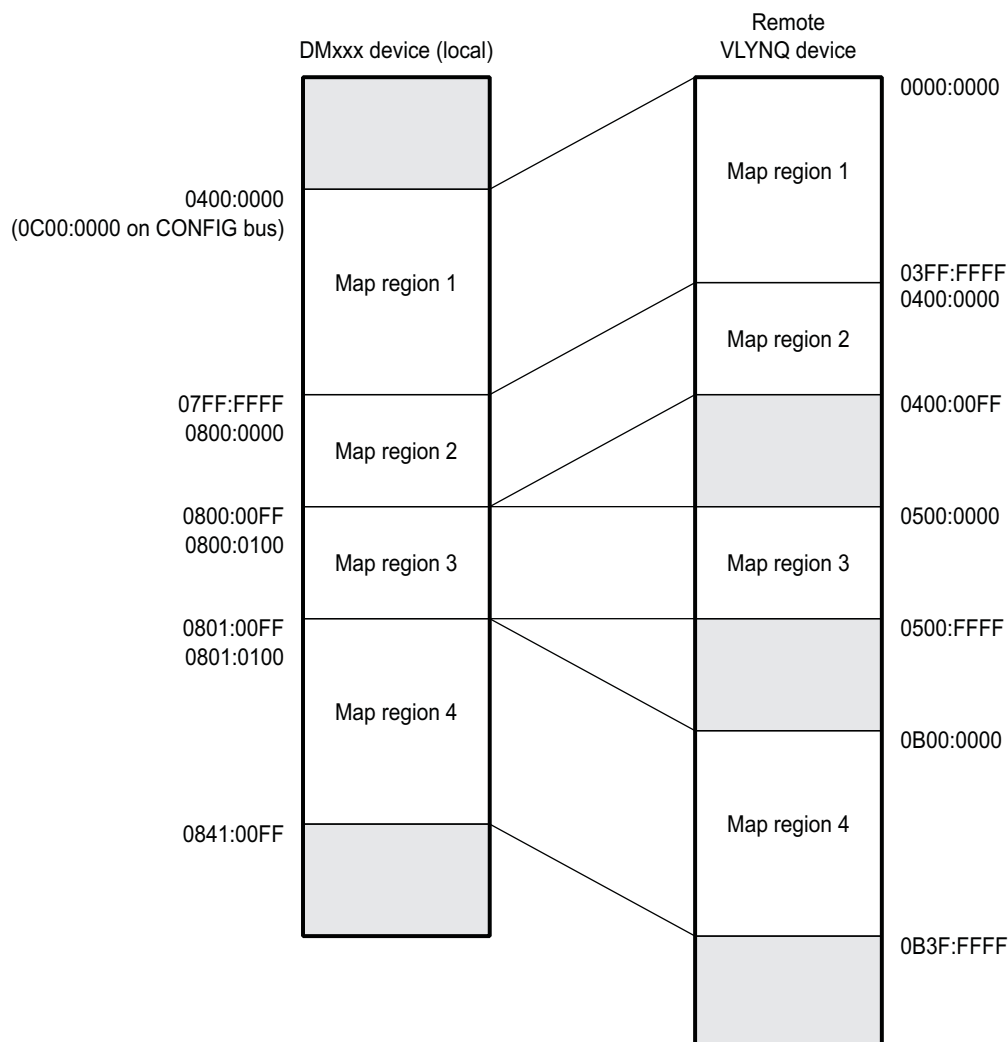 Remote
DMxxx device (local)
VLYNQ device
0000:0000
Map region 1
0400:0000
(0C00:0000 on CONFIG bus)
03FF:FFFF
Map region 1
0400:0000
Map region 2
07FF:FFFF
0400:00FF
0800:0000
Map region 2
0800:00FF
0500:0000
0800:0100
Map region 3
Map region 3
0801:00FF
0500:FFFF
0801:0100
Map region 4
0B00:0000
Map region 4
0841:00FF
0B3F:FFFF